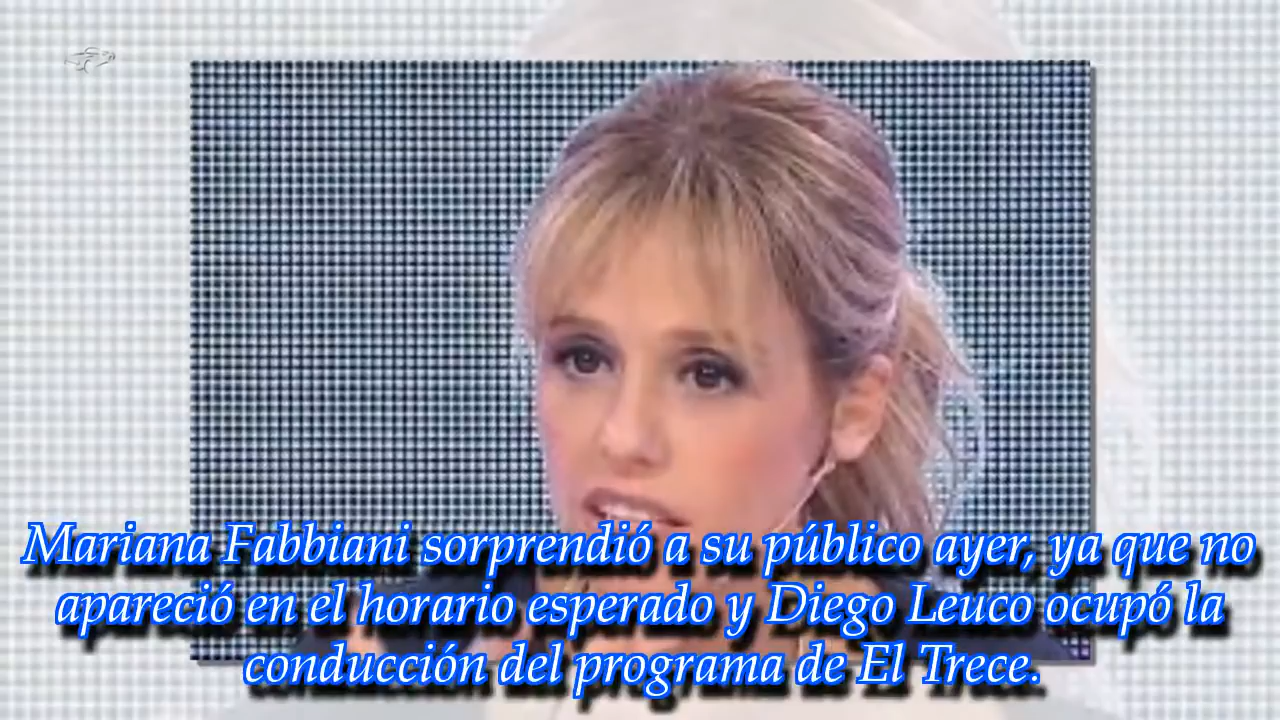 Mariana Fabbiani sorprendió a su público ayer, ya que no
apareció en el horario esperado y Diego Leuco ocupó la
conducción del programa de El Trece.